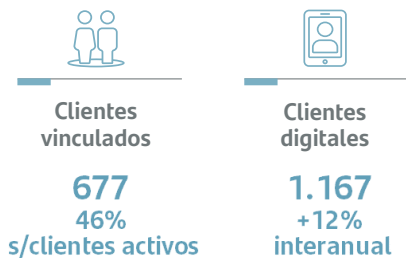 Clientes
vinculados
677
46%
s/clientes activos
Clientes
digitales
1.167
+12%
interanual